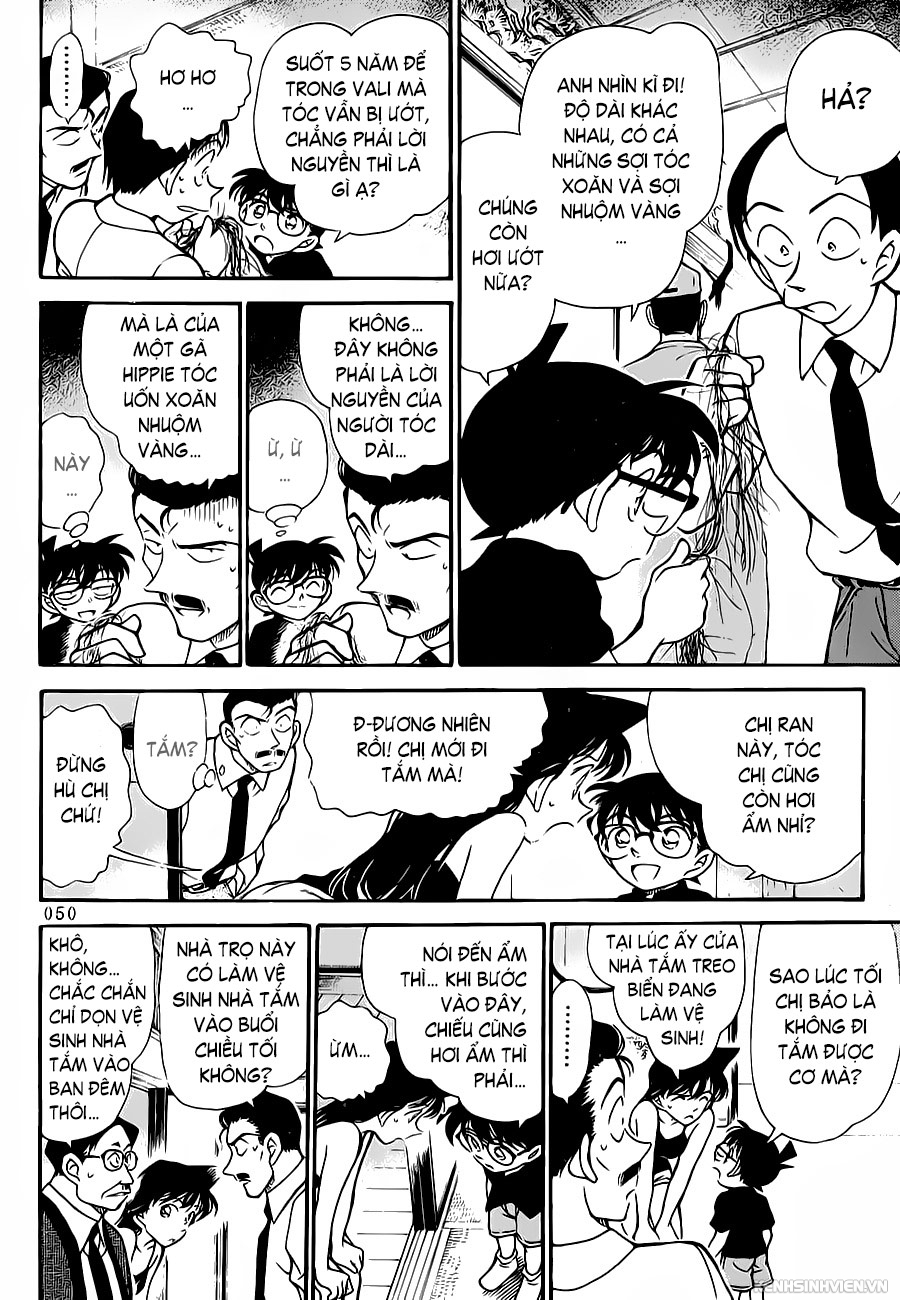 HẢ?
ANH NHÌN KĨ ĐI!
ĐỘ DÀI KHÁC
NHAU, CÓ CẢ
NHỮNG SỢI TÓC
XOĂN VÀ SỢI
NHUỘM VÀNG
...
CHÚNG
CÒN
HƠI ƯỚT
NỮA?
SUỐT 5 NĂM ĐỂ
TRONG VALI MÀ
TÓC VẪN BỊ ƯỚT,
CHẲNG PHẢI LỜI
NGUYỀN THÌ LÀ
GÌ Ạ?
HƠ HƠ
...
.........
KHÔNG...
ĐÂY KHÔNG
PHẢI LÀ LỜI
NGUYỀN CỦA
NGƯỜI TÓC
DÀI...
Ừ, Ừ
...
MÀ LÀ CỦA
MỘT GÃ
HIPPIE TÓC
UỐN XOĂN
NHUỘM
VÀNG.
NÀY
...
CHỊ RAN
NÀY, TÓC
CHỊ CŨNG
CÒN HƠI
ẨM NHỈ?
Đ-ĐƯƠNG NHIÊN
RỒI! CHỊ MỚI ĐI
TẮM MÀ!
TẮM?
ĐỪNG
HÙ CHỊ
CHỨ!
050
SAO LÚC TỐI
CHỊ BẢO LÀ
KHÔNG ĐI
TẮM ĐƯỢC
CƠ MÀ?
TẠI LÚC ẤY CỬA
NHÀ TẮM TREO
BIỂN ĐANG
LÀM VỆ
SINH!
.........
NÓI ĐẾN ẨM
THÌ... KHI BƯỚC
VÀO ĐÂY,
CHIẾU CŨNG
HƠI ẨM THÌ
PHẢI...
ỪM...
NHÀ TRỌ NÀY
CÓ LÀM VỆ
SINH NHÀ TẮM
VÀO BUỔI
CHIỀU TỐI
KHÔNG?
KHÔ,
KHÔNG...
CHẮC CHẮN
CHỈ DỌN VỆ
SINH NHÀ
TẮM VÀO
BAN ĐÊM
THÔI...
KENHSINHVIEN.VN